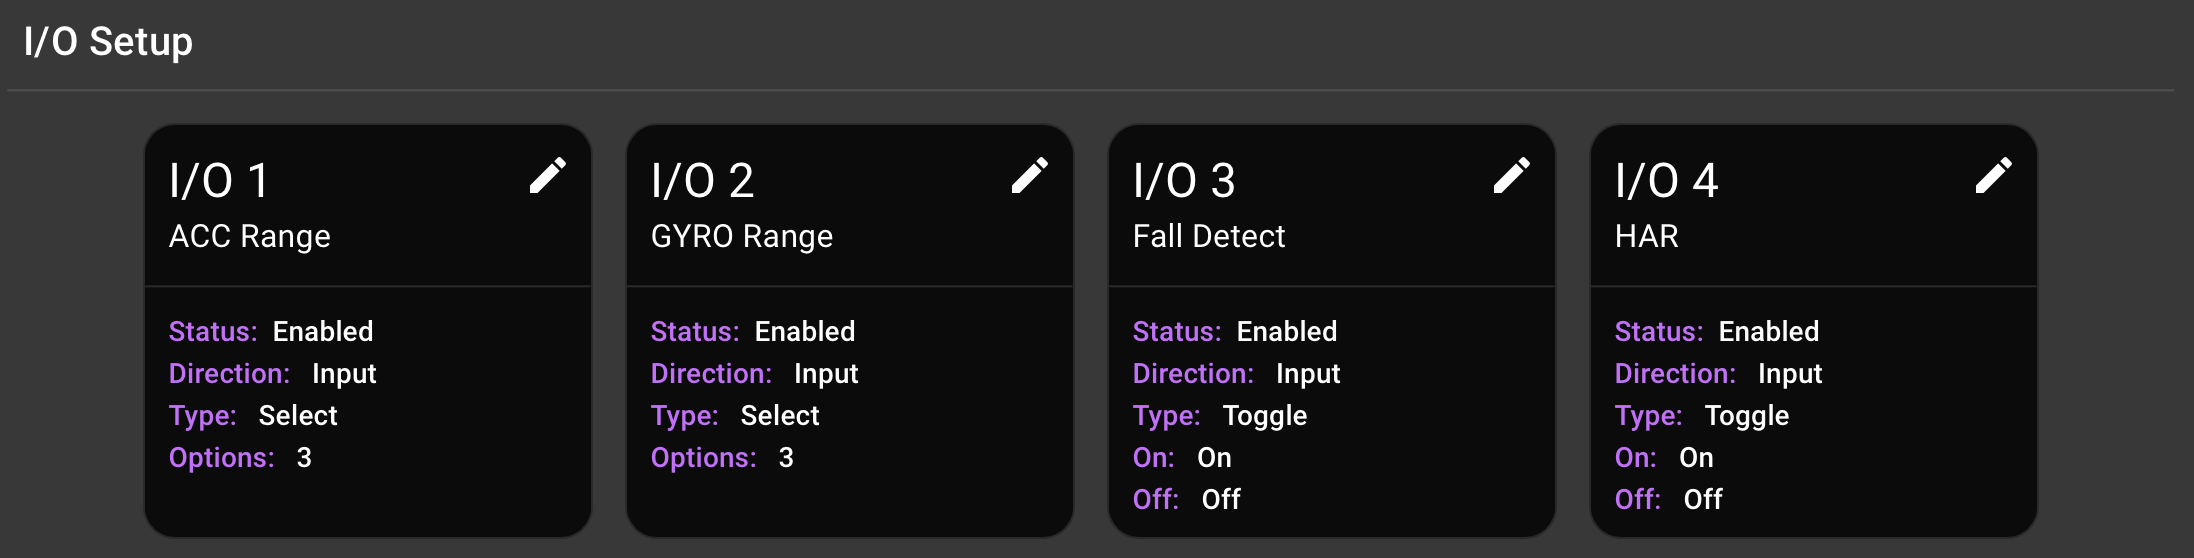 I/O Setup
I/O 1
ACC Range
Status: Enabled
Direction: Input
Type: Select
Options: 3
I/O 2
GYRO Range
Status: Enabled
Direction: Input
Type: Select
Options: 3
I/O 3
Fall Detect
Status: Enabled
Direction: Input
Type: Toggle
On: On
Off: Off
I/O 4
HAR
Status: Enabled
Direction: Input
Type: Toggle
On: On
Off: Off